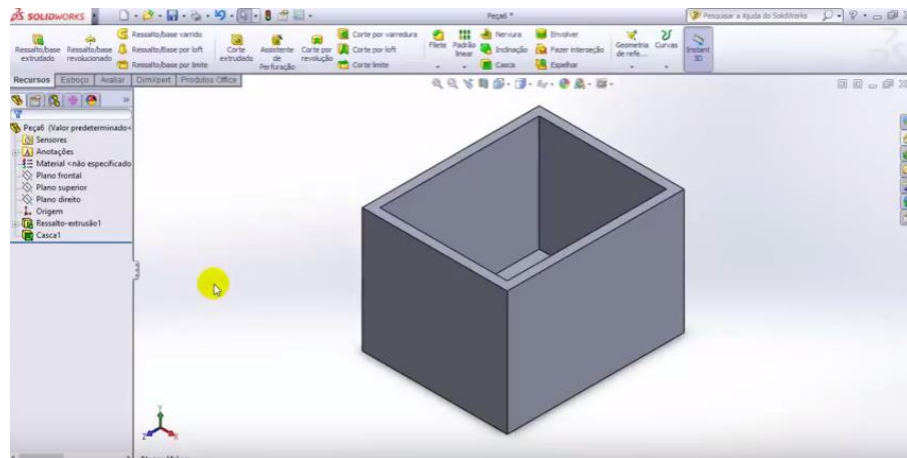 SOLIDWORKS
Peça6 *
Pesquisar a Ajuda do SolidWorks
Ressalto/base extrudado
Ressalto/base revolucionado
Ressalto/base varrido
Ressalto/base por loft
Ressalto/base por limite
Corte extrudado
Assistente de Perfuração
Corte por revolução
Corte por varredura
Corte por loft
Corte limite
Filete
Padrão linear
Nervura
Inclinação
Casca
Envolver
Fazer interseção
Espelhar
Geometria de refe...
Curvas
Instant 3D
Recursos
Esboço
Avaliar
DimXpert
Produtos Office
Peça6 (Valor predeterminado<
Sensores
Anotações
Material <não especificado
Plano frontal
Plano superior
Plano direito
Origem
Ressalto-extrusão1
Casca1
Y
Z
X